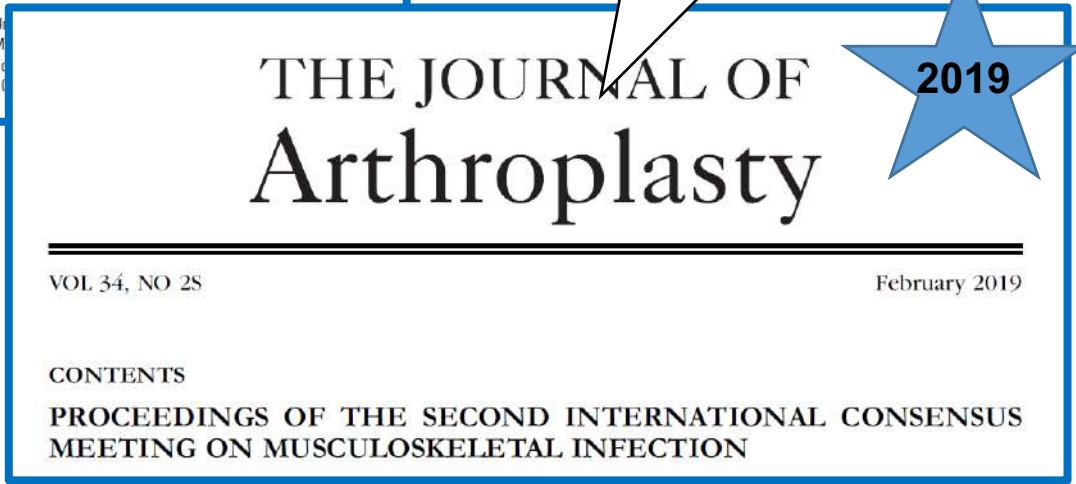 2019
THE JOURNAL OF
Arthroplasty
VOL 34, NO 2S
February 2019
CONTENTS
PROCEEDINGS OF THE SECOND INTERNATIONAL CONSENSUS
MEETING ON MUSCULOSKELETAL INFECTION